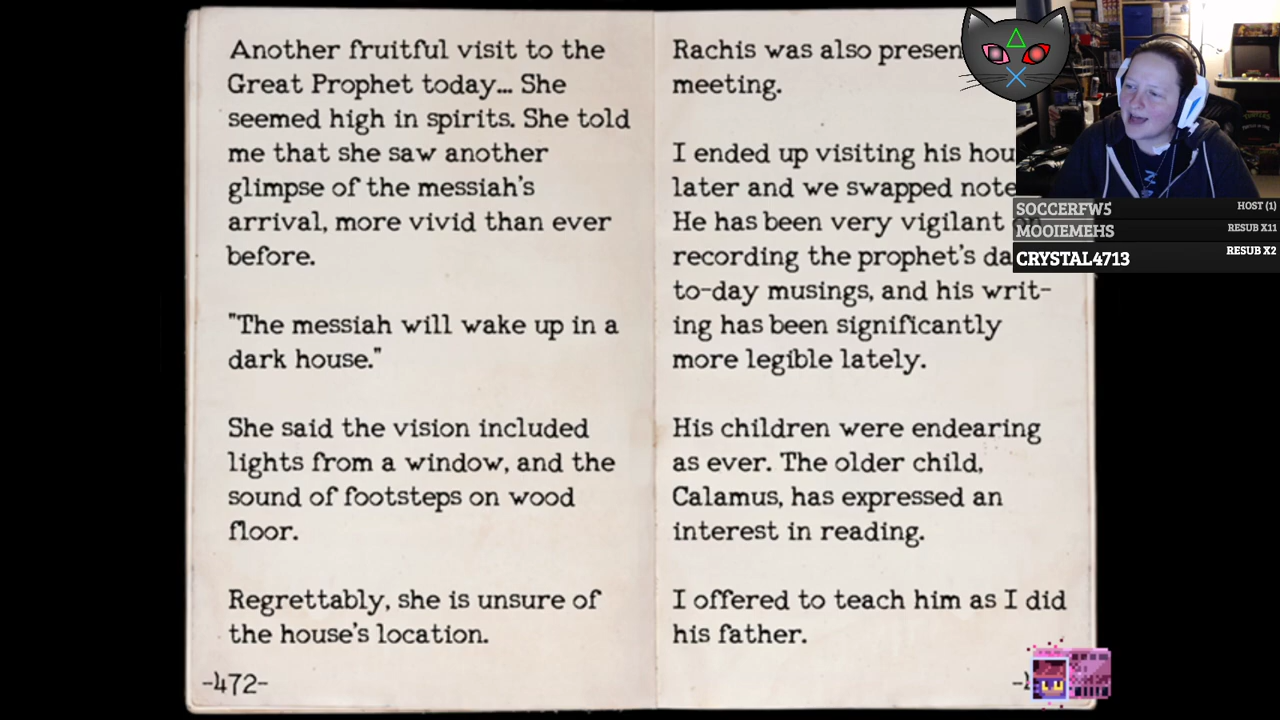 Another fruitful visit to the
Great Prophet today... She
seemed high in spirits. She told
me that she saw another
glimpse of the messiah's
arrival, more vivid than ever
before.
"The messiah will wake up in a
dark house."
She said the vision included
lights from a window, and the
sound of footsteps on wood
floor.
Regrettably, she is unsure of
the house's location.
-472-
Rachis was also
meeting.
I ended up visiting his
later and we swapped
He has been very vigilant
recording the prophet's
to-day musings, and his writ-
ing has been significantly
more legible lately.
His children were endearing
as ever. The older child,
Calamus, has expressed an
interest in reading.
I offered to teach him as I did
his father.
SOCCERFW5 HOST (1)
MOOIEMEHS RESUB X11
CRYSTAL4713 RESUB X2